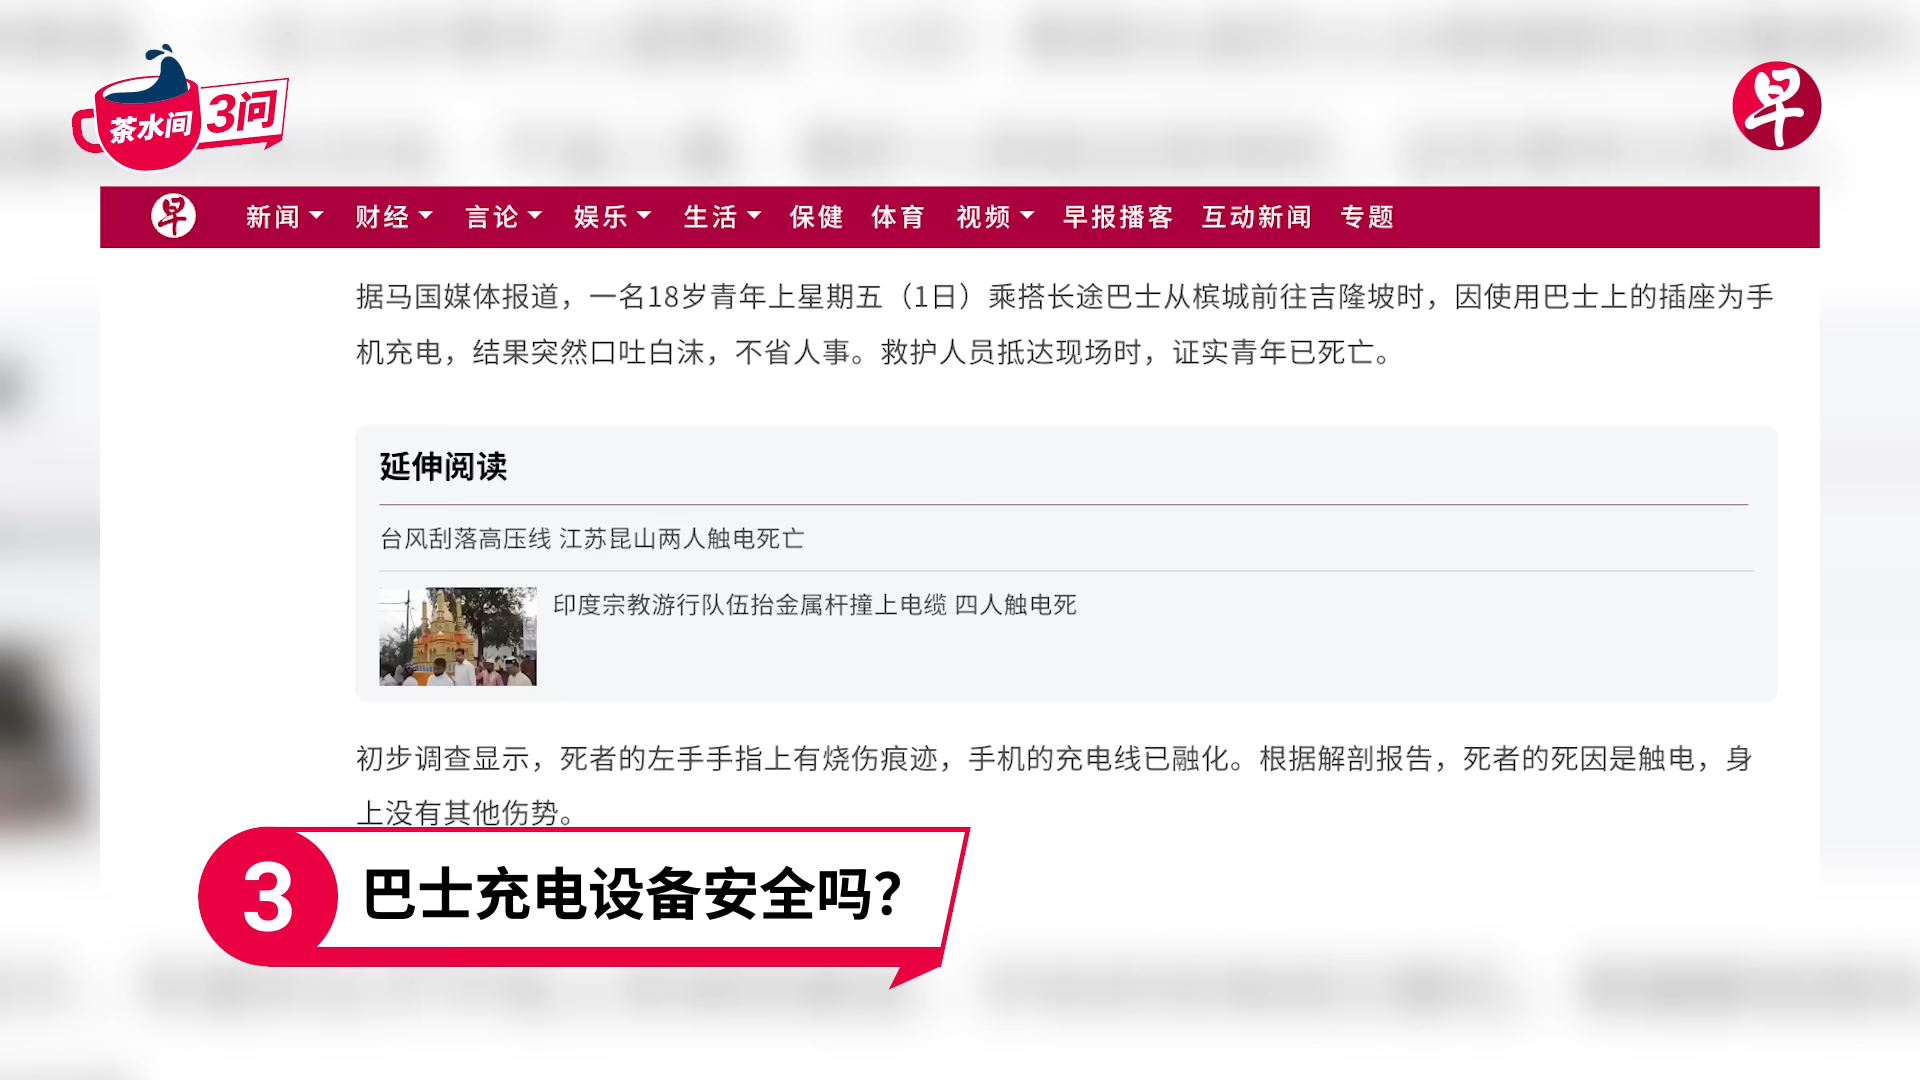 茶水间 3问
早
早 新闻 财经 言论 娱乐 生活 保健 体育 视频 早报播客 互动新闻 专题
据马国媒体报道，一名18岁青年上星期五（1日）乘搭长途巴士从槟城前往吉隆坡时，因使用巴士上的插座为手
机充电，结果突然口吐白沫，不省人事。救护人员抵达现场时，证实青年已死亡。
延伸阅读
台风刮落高压线 江苏昆山两人触电死亡
印度宗教游行队伍抬金属杆撞上电缆 四人触电死
初步调查显示，死者的左手手指上有烧伤痕迹，手机的充电线已融化。根据解剖报告，死者的死因是触电，身
上没有其他伤势。
3 巴士充电设备安全吗？